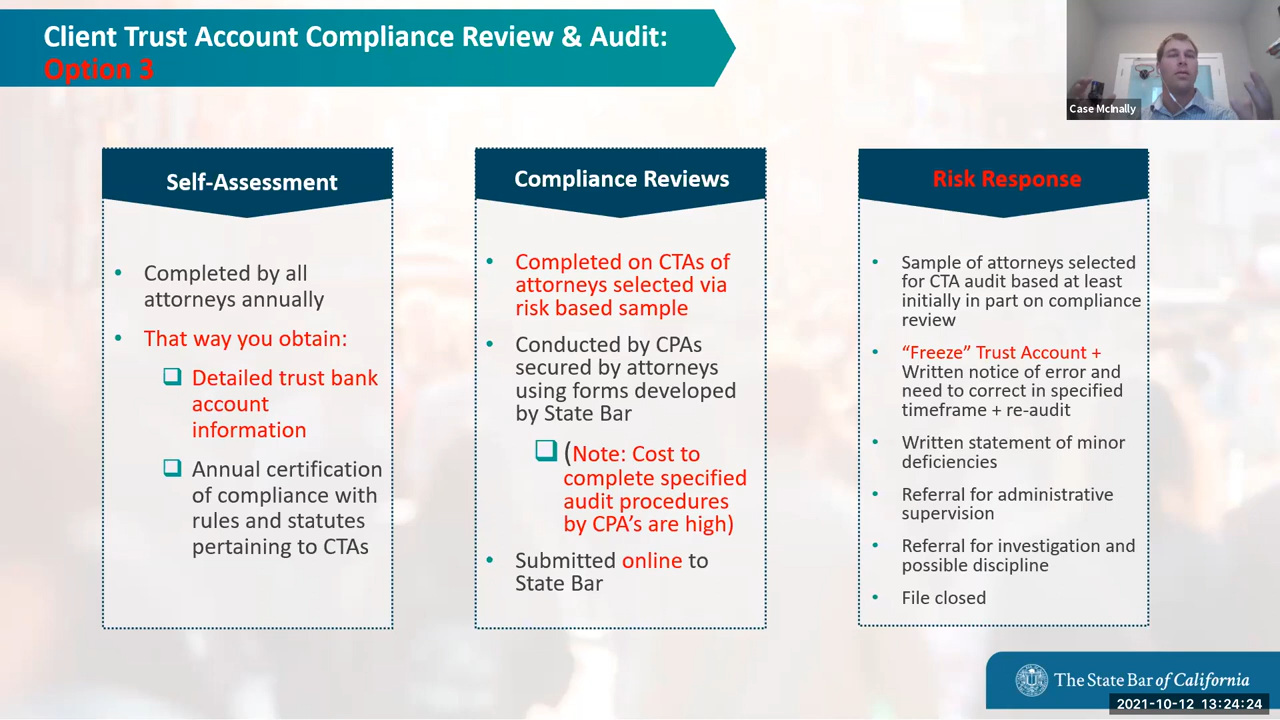 Client Trust Account Compliance Review & Audit:
Option 3
Case McInally
Self-Assessment
• Completed by all
attorneys annually
• That way you obtain:
❑ Detailed trust bank
account
information
❑ Annual certification
of compliance with
rules and statutes
pertaining to CTAs
Compliance Reviews
• Completed on CTAs of
attorneys selected via
risk based sample
• Conducted by CPAs
secured by attorneys
using forms developed
by State Bar
❑ (Note: Cost to
complete specified
audit procedures
by CPA’s are high)
• Submitted online to
State Bar
Risk Response
• Sample of attorneys selected
for CTA audit based at least
initially in part on compliance
review
• “Freeze” Trust Account +
Written notice of error and
need to correct in specified
timeframe + re-audit
• Written statement of minor
deficiencies
• Referral for administrative
supervision
• Referral for investigation and
possible discipline
• File closed
The State Bar of California
2021-10-12 13:24:24